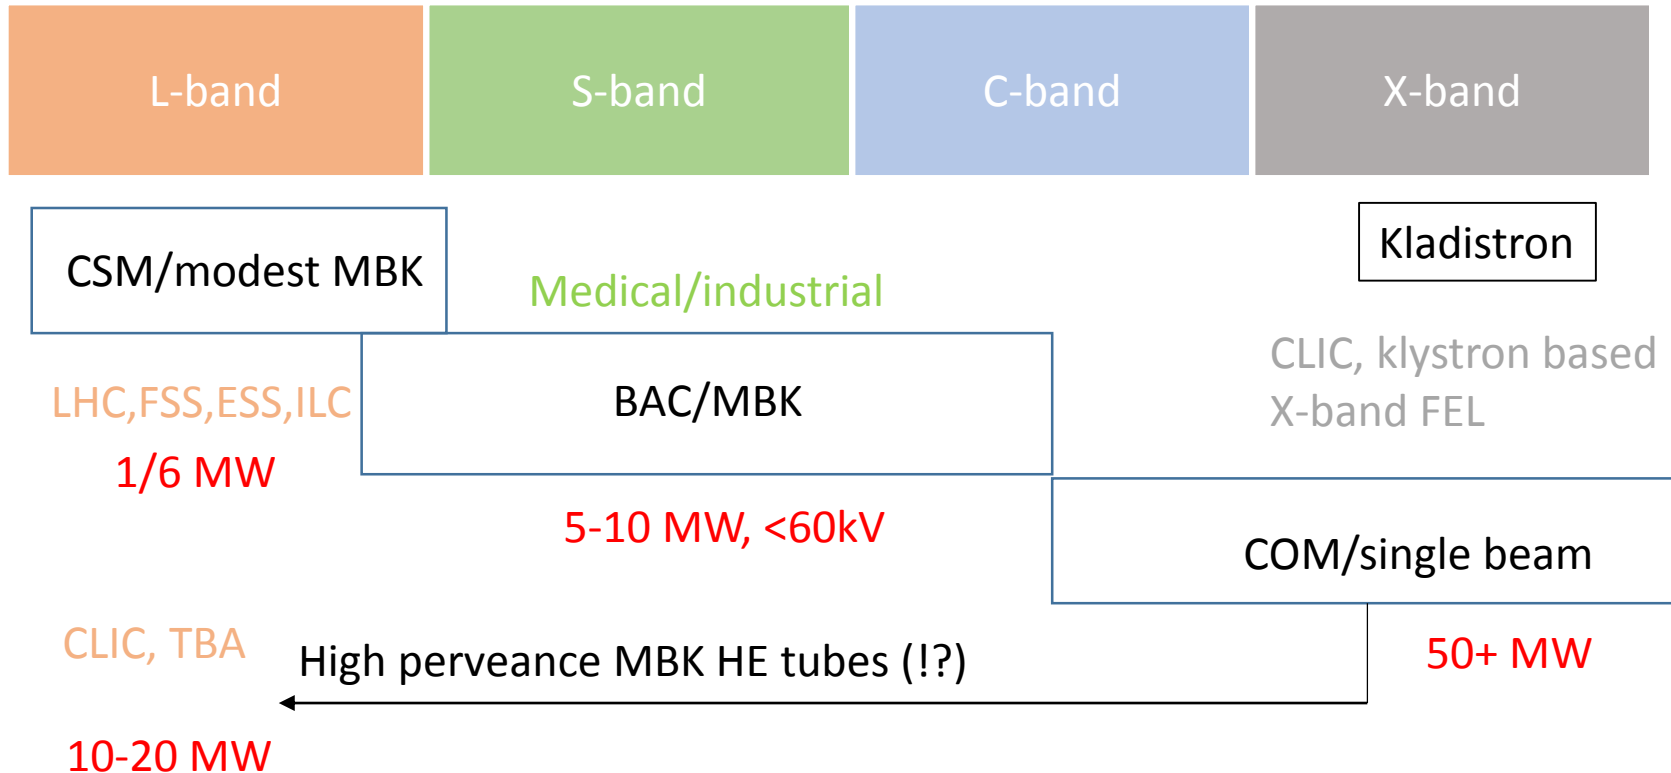 L-band
S-band
C-band
X-band
Kladistron
CSM/modest MBK
Medical/industrial
CLIC, klystron based
X-band FEL
LHC,FSS,ESS,ILC
BAC/MBK
1/6 MW
5-10 MW, <60kV
COM/single beam
CLIC, TBA
High perveance MBK HE tubes (!?)
50+ MW
10-20 MW